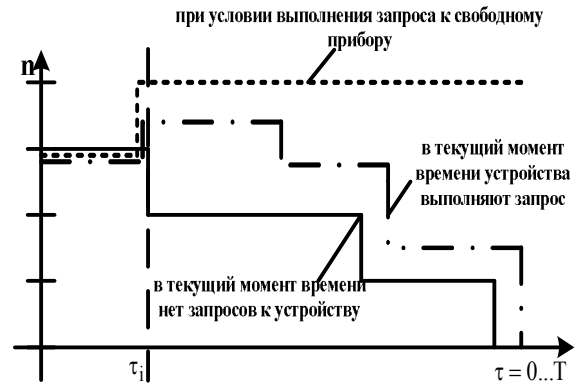 при условии выполнения запроса к свободному
прибору
n
в текущий момент
времени устройства
выполняют запрос
в текущий момент времени
нет запросов к устройству
τi
τ = 0...T